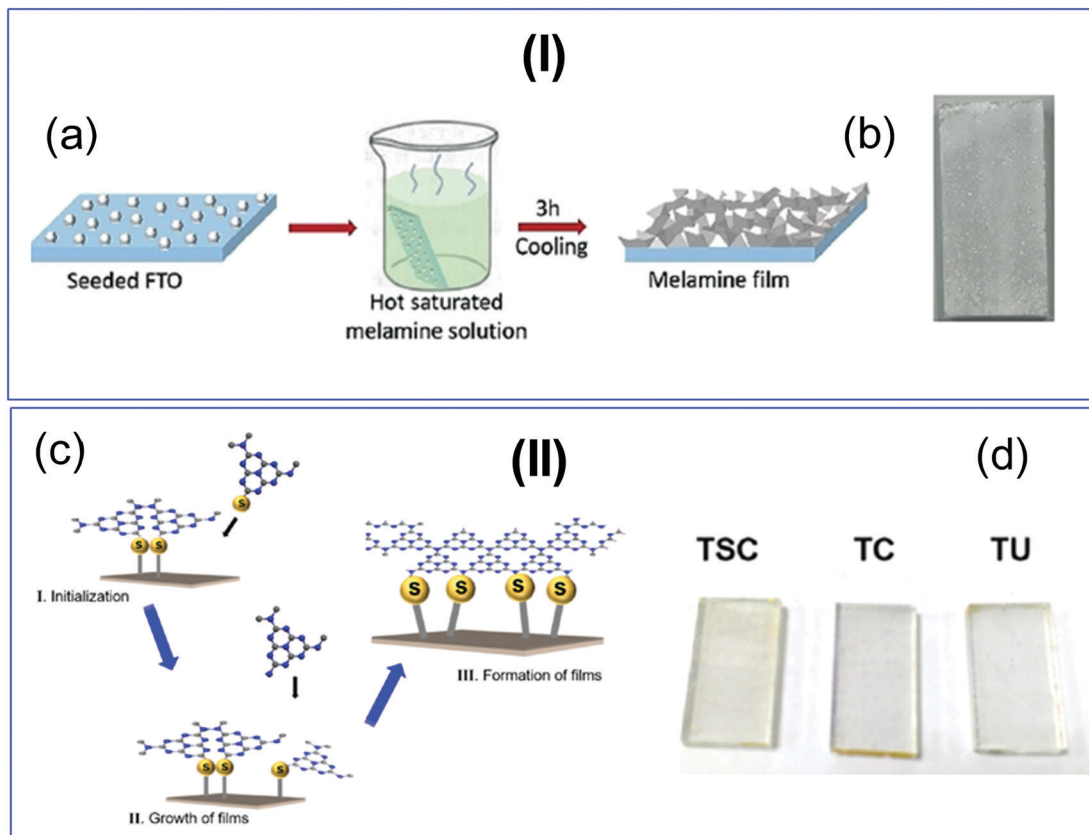 (I)
(a)
(b)
3h
Cooling
Seeded FTO
Hot saturated
melamine solution
Melamine film
(c)
(II)
(d)
S
S S
I. Initialization
S S S S
III. Formation of films
S S S
II. Growth of films
TSC TC TU